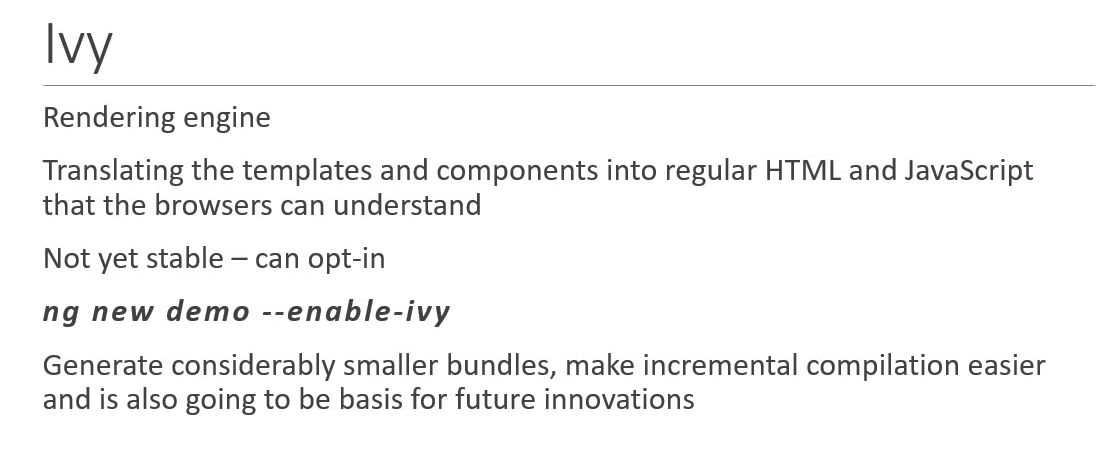 Ivy
Rendering engine
Translating the templates and components into regular HTML and JavaScript
that the browsers can understand
Not yet stable – can opt-in
ng new demo --enable-ivy
Generate considerably smaller bundles, make incremental compilation easier
and is also going to be basis for future innovations